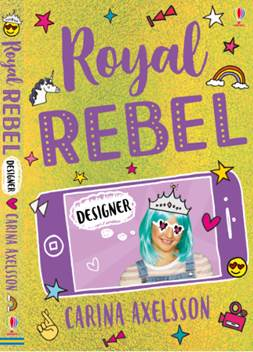 Royal
REBEL
DESIGNER
CARINA AXELSSON
Royal
REBEL
DESIGNER
CARINA AXELSSON